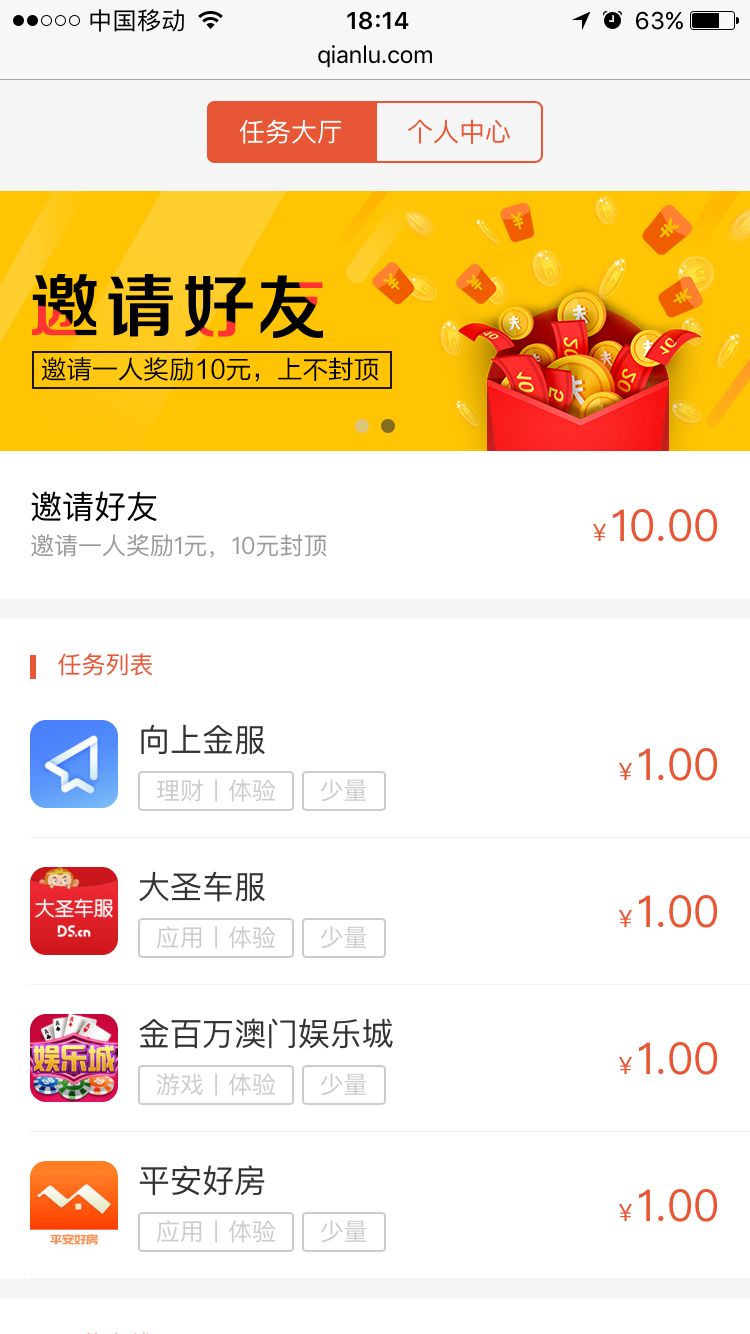 中国移动 18:14 63%
qianlu.com
任务大厅 个人中心
邀请好友
邀请一人奖励10元，上不封顶
邀请好友
邀请一人奖励1元，10元封顶
¥10.00
任务列表
向上金服
理财丨体验 少量
¥1.00
大圣车服
DS.cn
大圣车服
应用丨体验 少量
¥1.00
娱乐城
金百万澳门娱乐城
游戏丨体验 少量
¥1.00
平安好房
平安好房
应用丨体验 少量
¥1.00